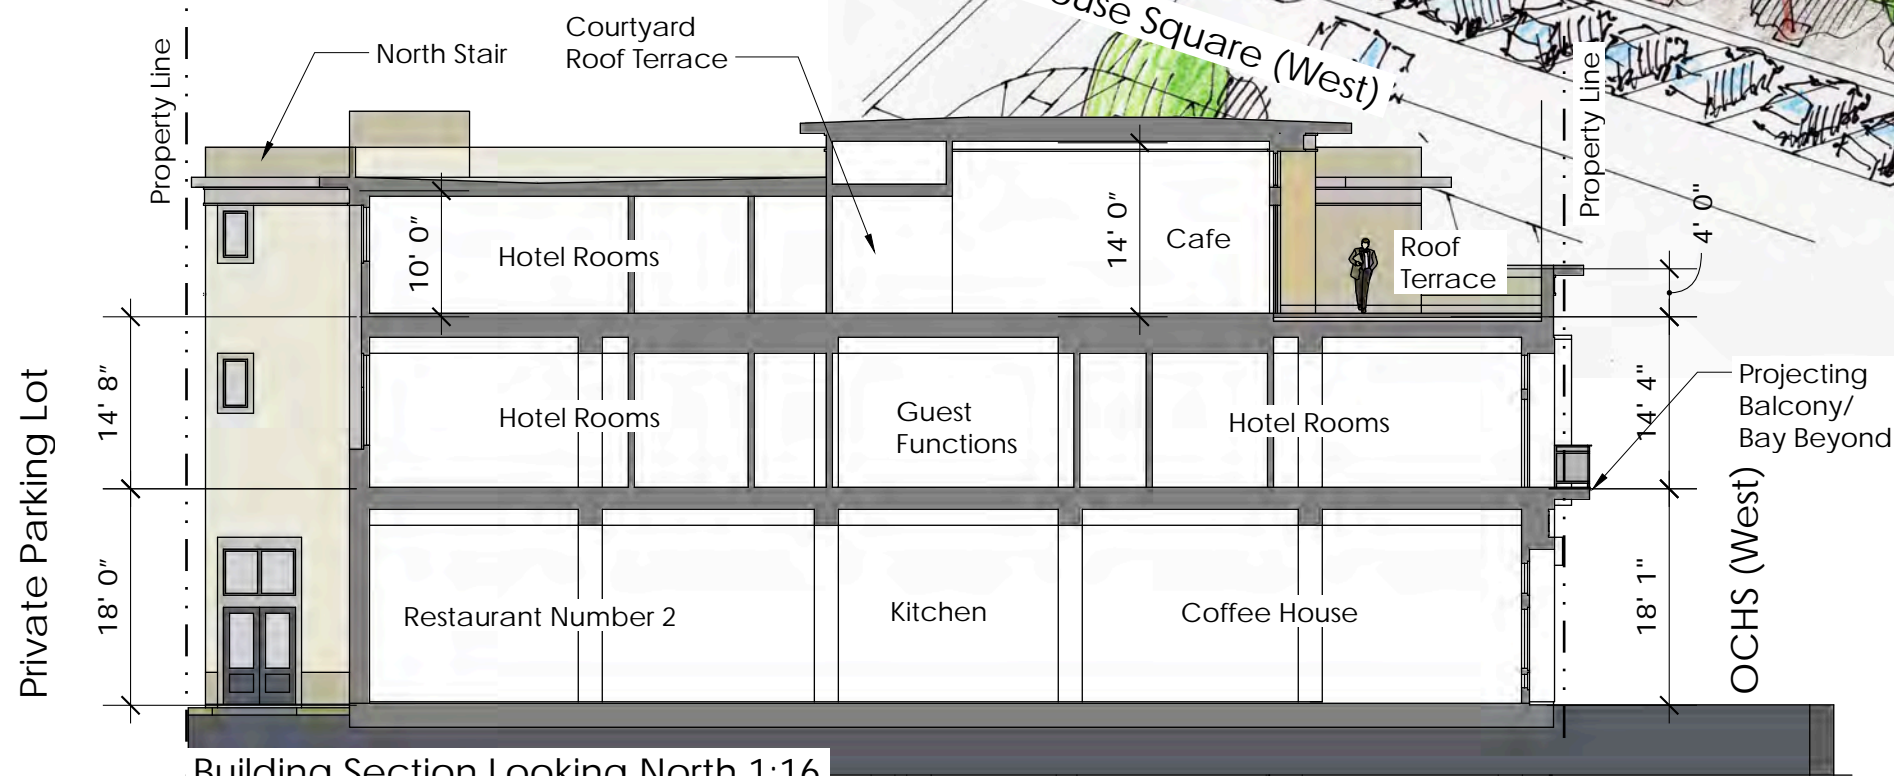 ouse Square (West)
Courtyard
Roof Terrace
North Stair
Property Line
Property Line
10' 0"
Hotel Rooms
14' 0"
Cafe
Roof
Terrace
4' 0"
Private Parking Lot
14' 8"
Hotel Rooms
Guest
Functions
Hotel Rooms
14' 4"
Projecting
Balcony/
Bay Beyond
18' 0"
Restaurant Number 2
Kitchen
Coffee House
18' 1"
OCHS (West)
Building Section Looking North 1:16